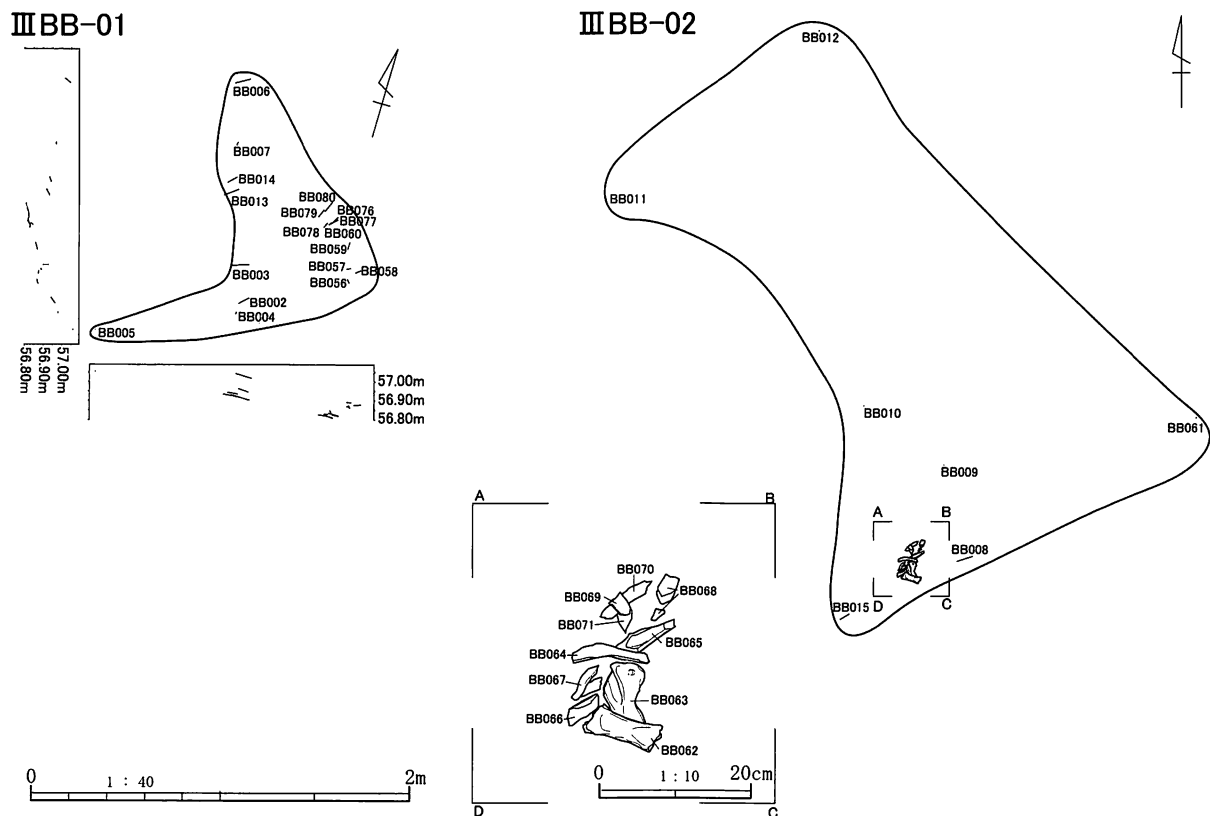 ⅢBB-01
BB006
BB007
BB014
BB013
BB080
BB079
BB076
BB077
BB078
BB060
BB059
BB057
BB058
BB056
BB003
BB002
BB004
BB005
57.00m
56.90m
56.80m
57.00m
56.90m
56.80m
ⅢBB-02
BB012
BB011
BB010
BB061
BB009
A B
BB008
BB015
D C
A B
BB070
BB069
BB068
BB071
BB065
BB064
BB067
BB063
BB066
BB062
D C
0 1 : 40 2m
0 1:10 20cm